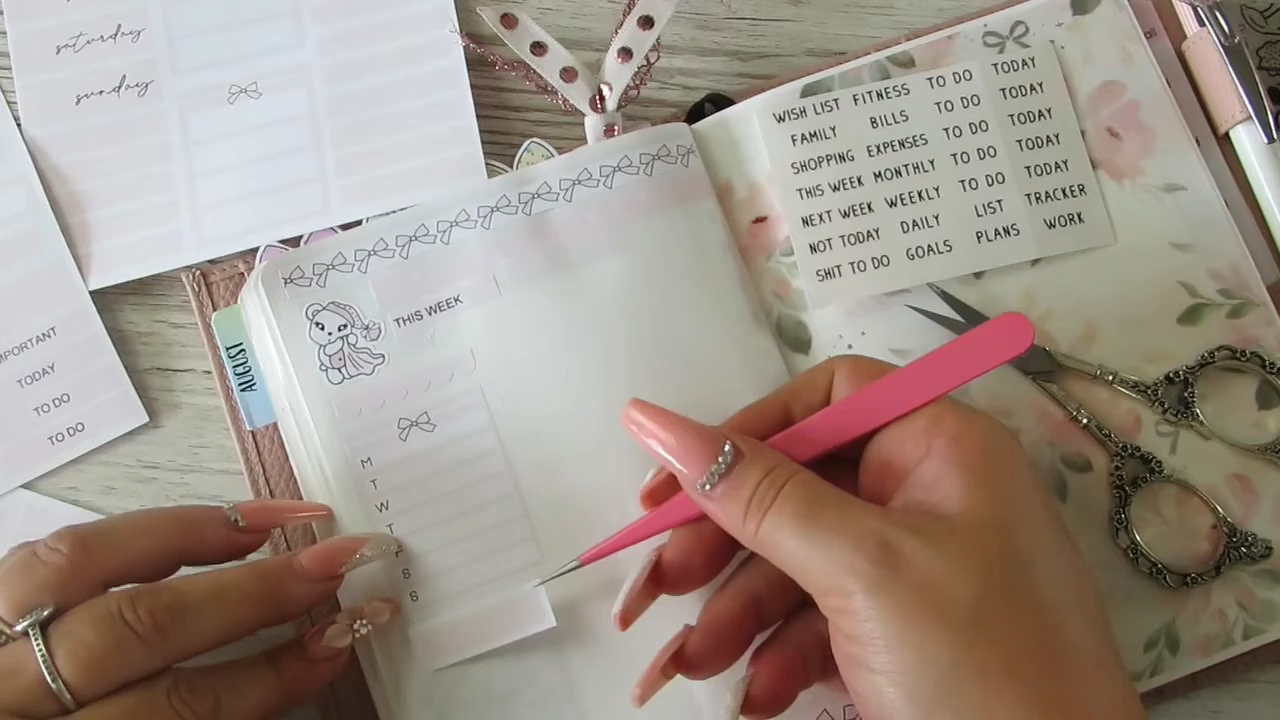 saturday
sunday
IMPORTANT
TODAY
TO DO
TO DO
AUGUST
THIS WEEK
M
T
W
T
F
S
S
WISH LIST FITNESS TO DO TODAY
FAMILY BILLS TO DO TODAY
SHOPPING EXPENSES TO DO TODAY
THIS WEEK MONTHLY TO DO TODAY
NEXT WEEK WEEKLY TO DO TODAY
NOT TODAY DAILY LIST TRACKER
SHIT TO DO GOALS PLANS WORK